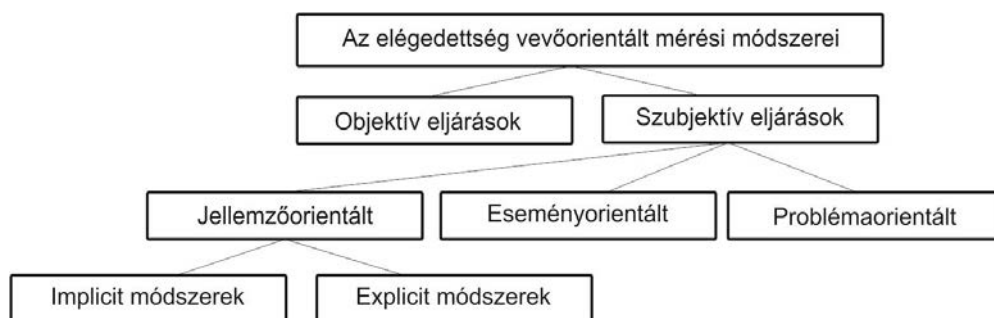 Az elégedettség vevőorientált mérési módszerei
Objektív eljárások
Szubjektív eljárások
Jellemzőorientált
Eseményorientált
Problémaorientált
Implicit módszerek
Explicit módszerek